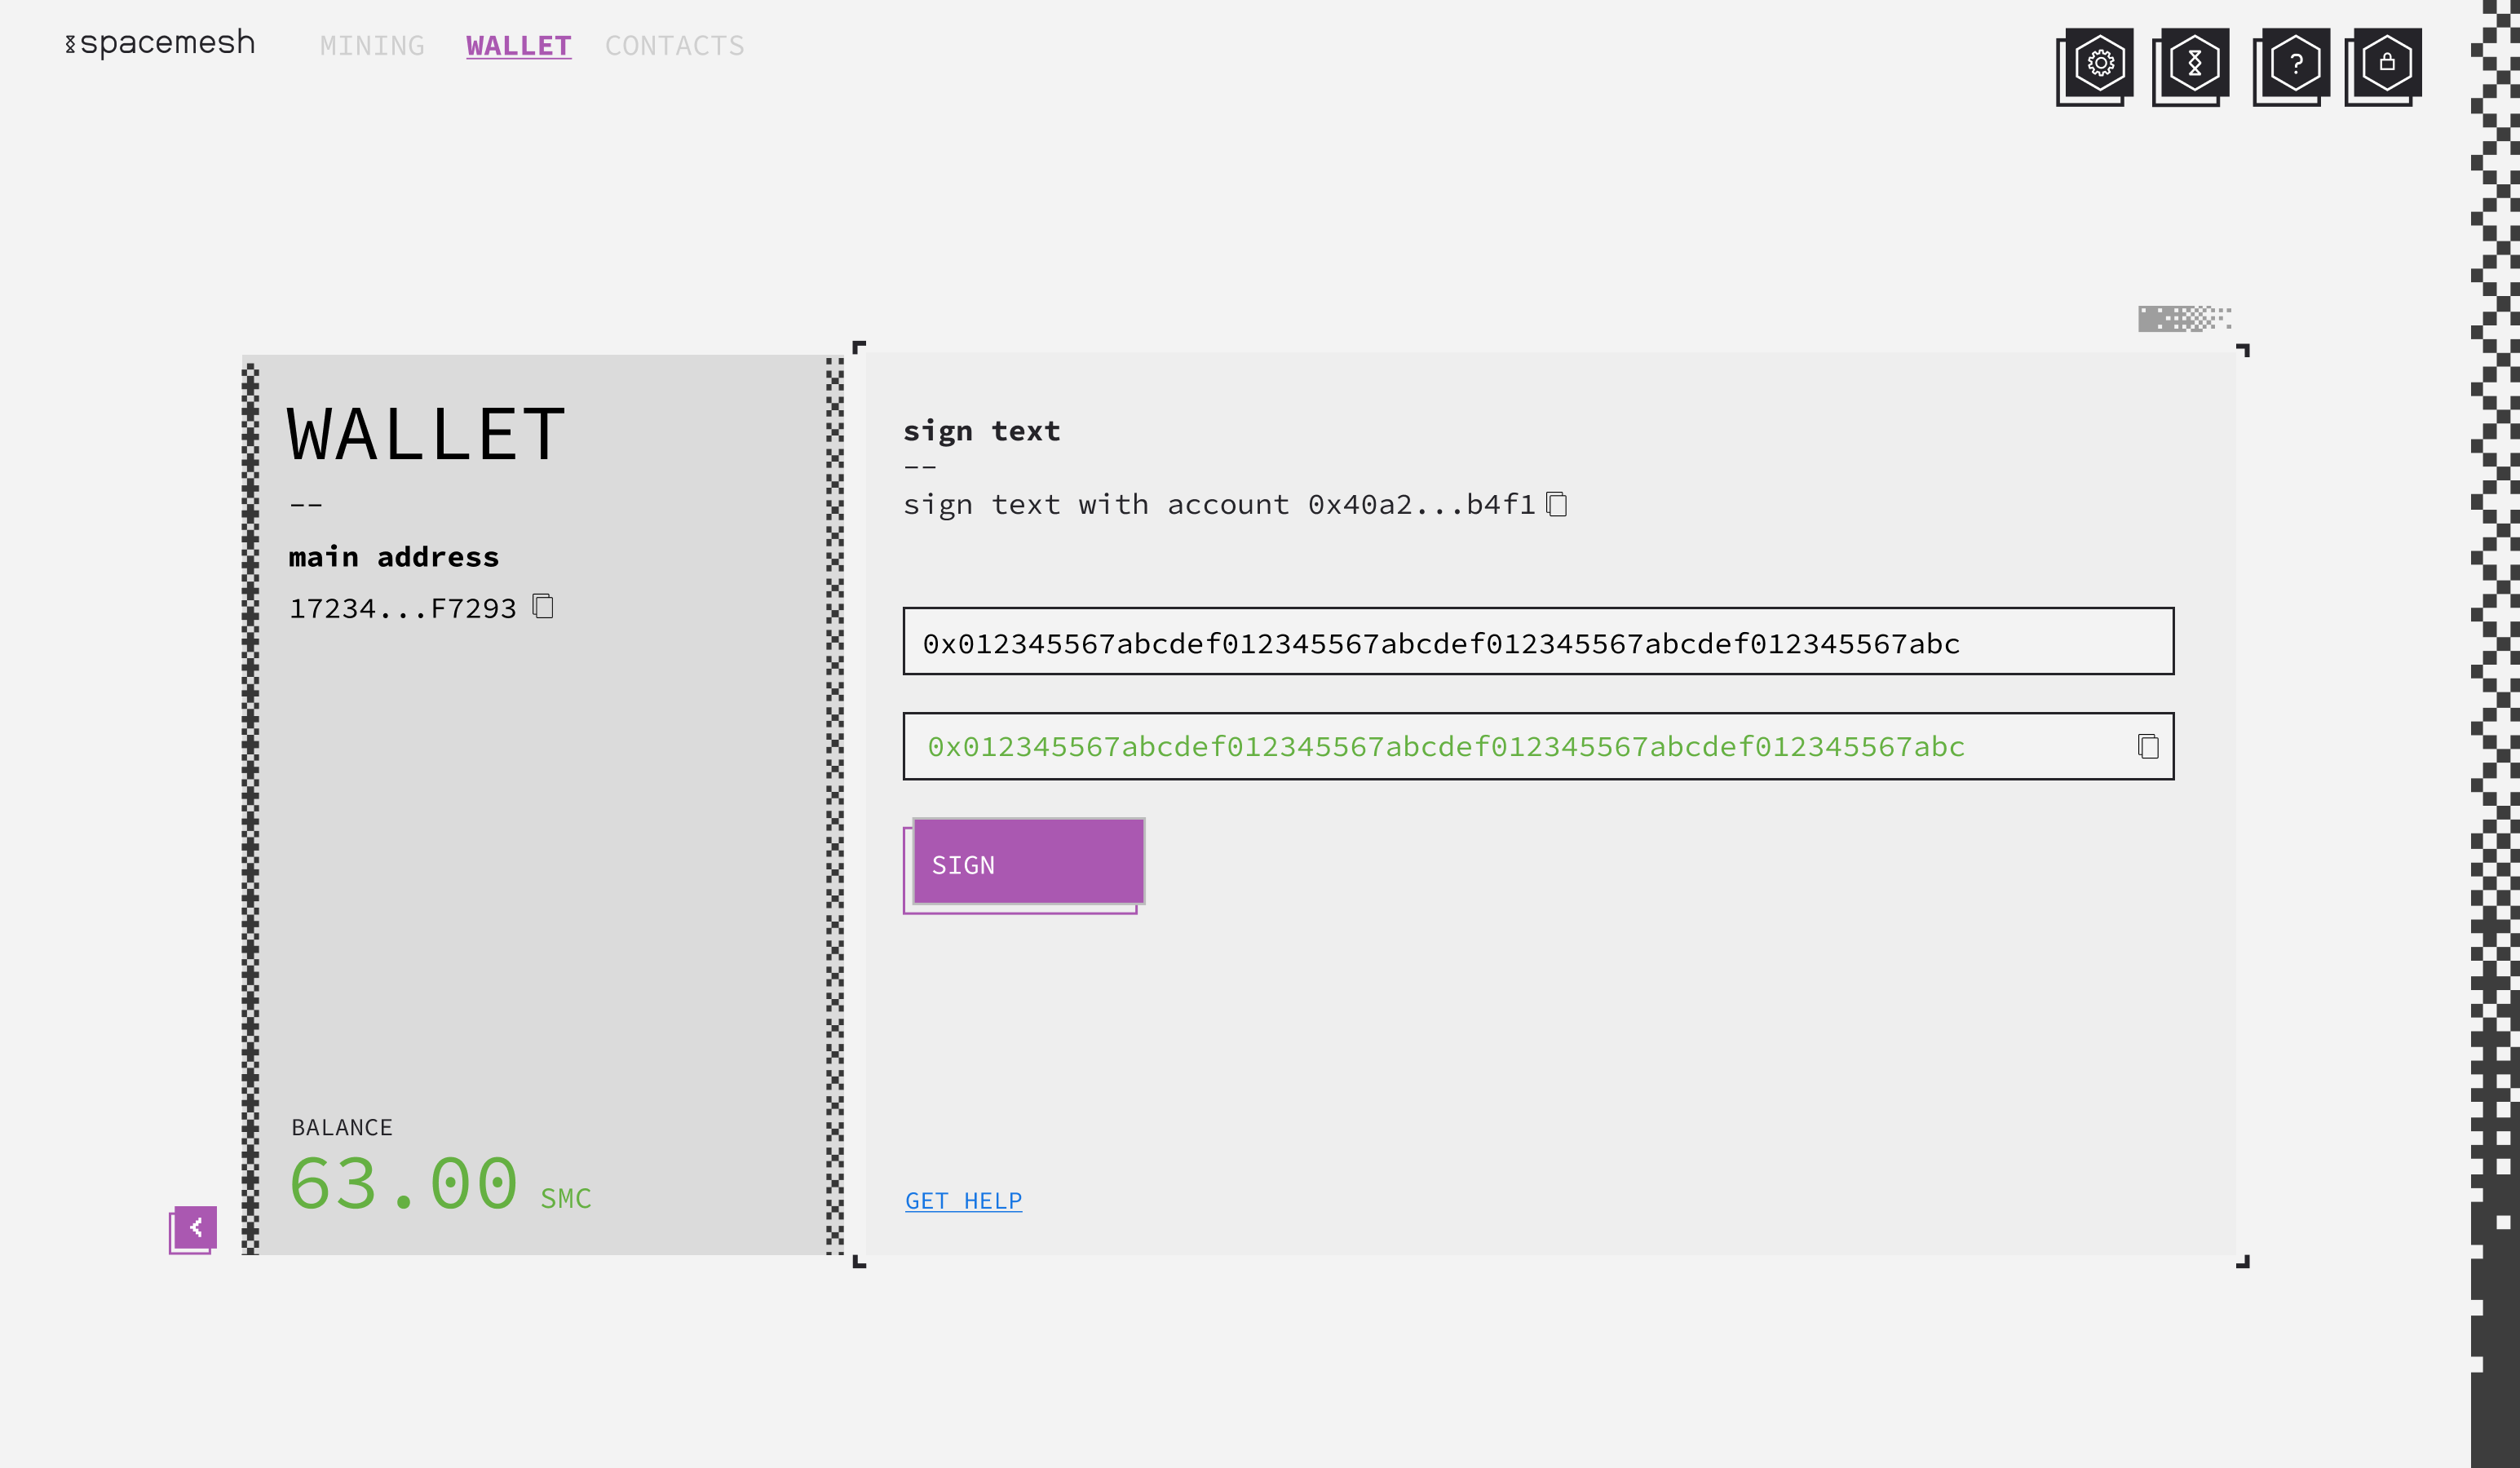 spacemesh
MINING WALLET CONTACTS
?
WALLET
--
main address
17234...F7293
BALANCE
63.00 SMC
sign text
--
sign text with account 0x40a2...b4f1
0x012345567abcdef012345567abcdef012345567abcdef012345567abc
0x012345567abcdef012345567abcdef012345567abcdef012345567abc
SIGN
GET HELP